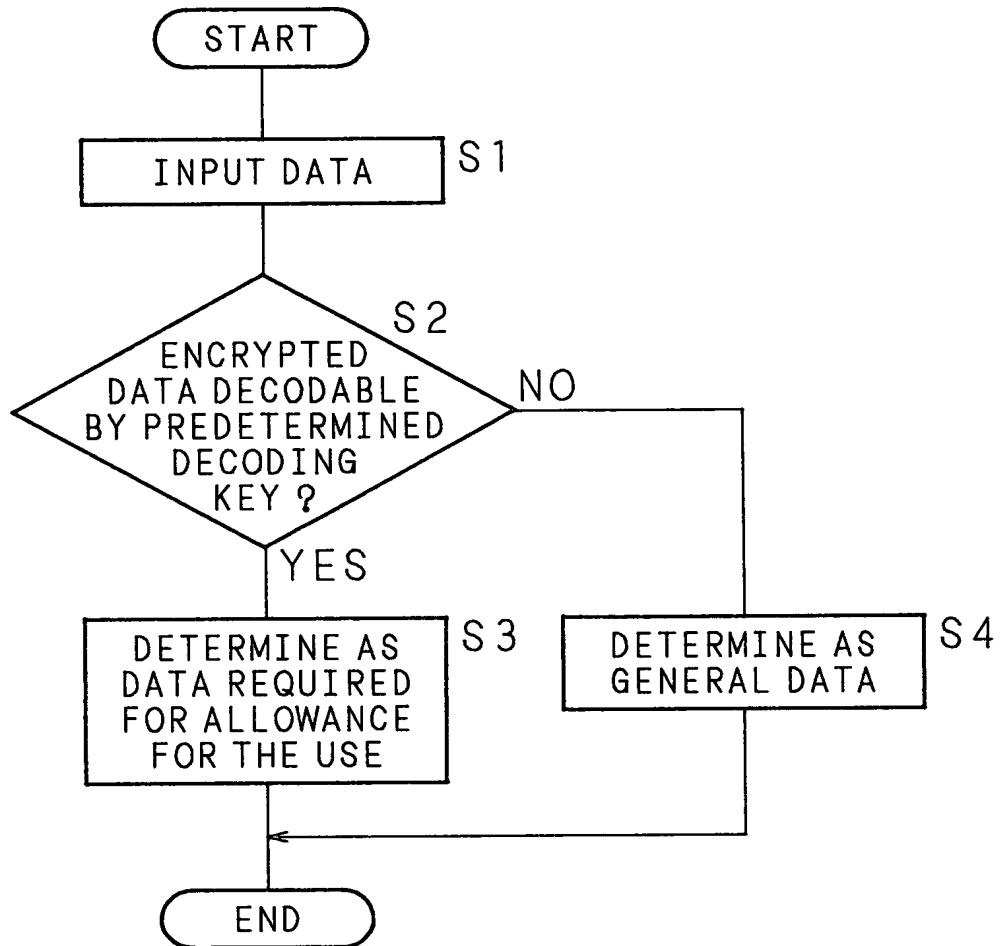 START
INPUT DATA
S1
S2
ENCRYPTED
DATA DECODABLE
BY PREDETERMINED
DECODING
KEY ?
NO
YES
DETERMINE AS
DATA REQUIRED
FOR ALLOWANCE
FOR THE USE
S3
DETERMINE AS
GENERAL DATA
S4
END